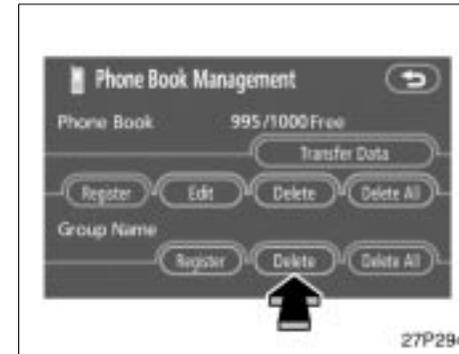 Phone Book Management
Phone Book 995/1000 Free
Transfer Data
Register Edit Delete Delete All
Group Name
Register Delete Delete All
27P294